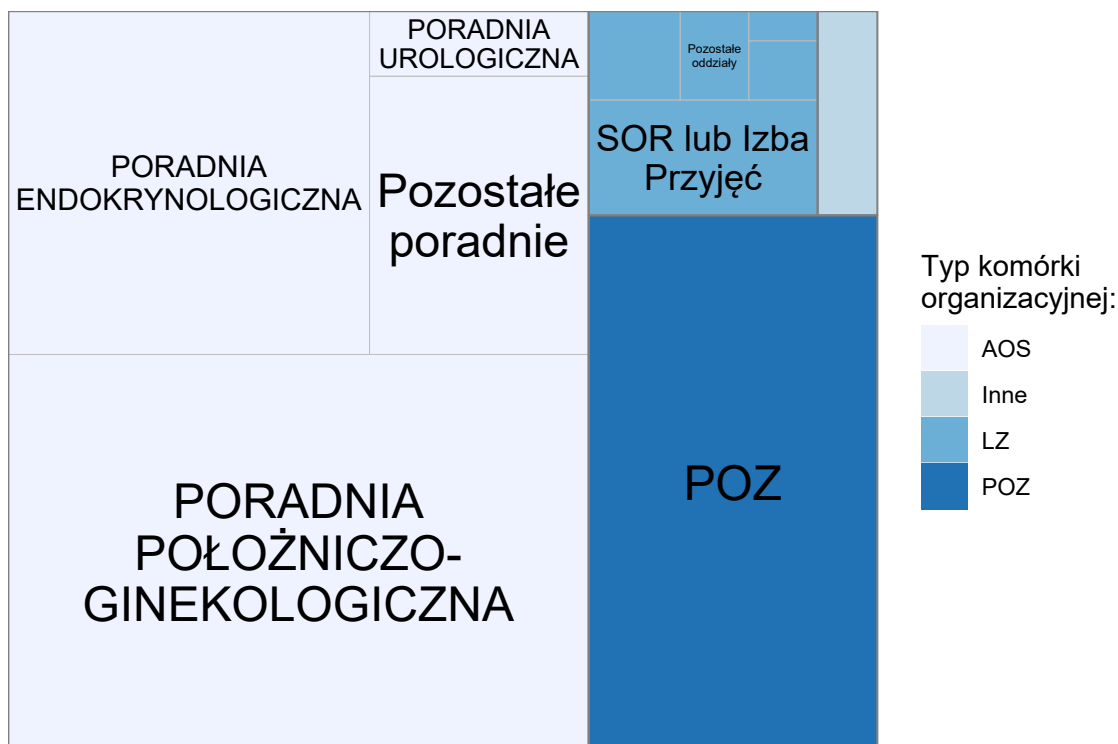 PORADNIA
ENDOKRYNOLOGICZNA
PORADNIA
UROLOGICZNA
Pozostałe
poradnie
PORADNIA
POŁOŻNICZO-
GINEKOLOGICZNA
Pozostałe
oddziały
SOR lub Izba
Przyjęć
POZ
Typ komórki
organizacyjnej:
AOS
Inne
LZ
POZ